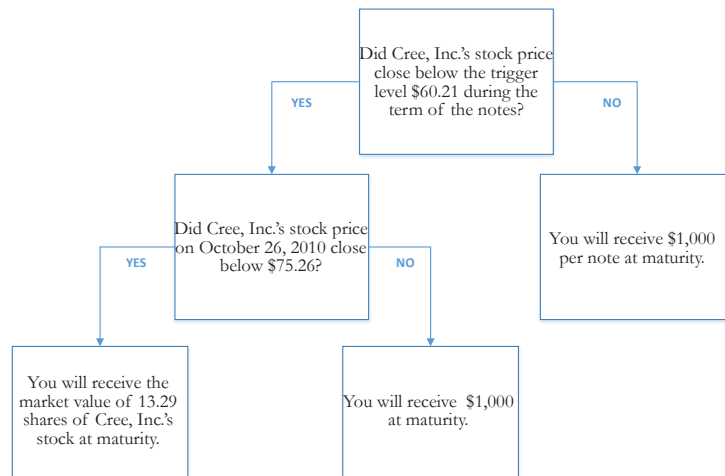 Did Cree, Inc.'s stock price
close below the trigger
level $60.21 during the
term of the notes?
YES
NO
Did Cree, Inc.'s stock price
on October 26, 2010 close
below $75.26?
You will receive $1,000
per note at maturity.
YES
NO
You will receive the
market value of 13.29
shares of Cree, Inc.'s
stock at maturity.
You will receive $1,000
at maturity.